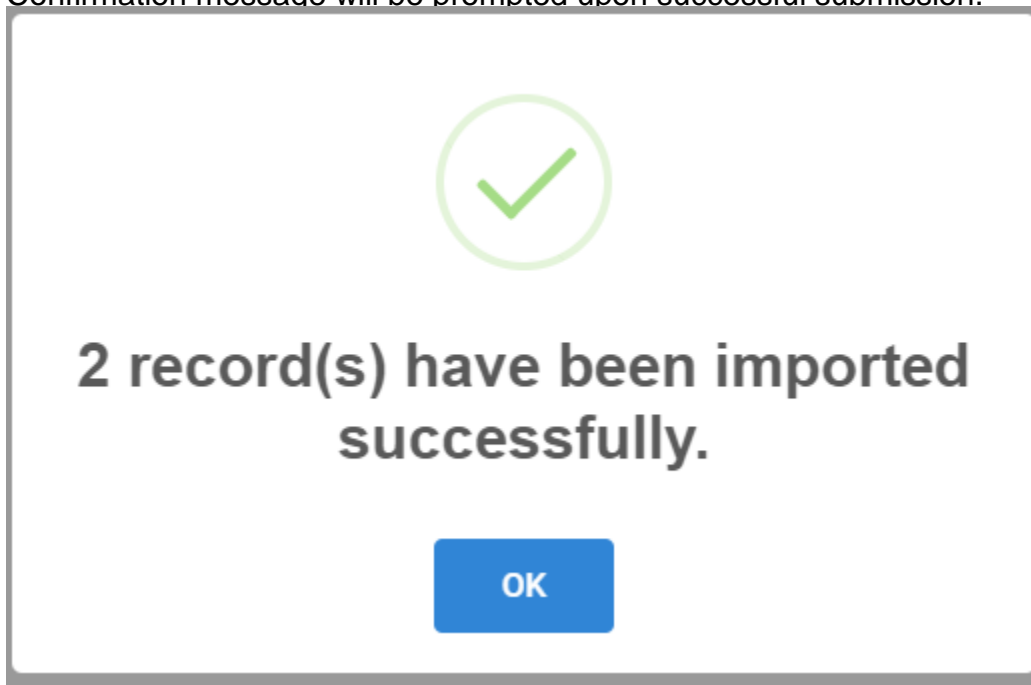 Confirmation message will be prompted upon successful submission.
2 record(s) have been imported
successfully.
OK